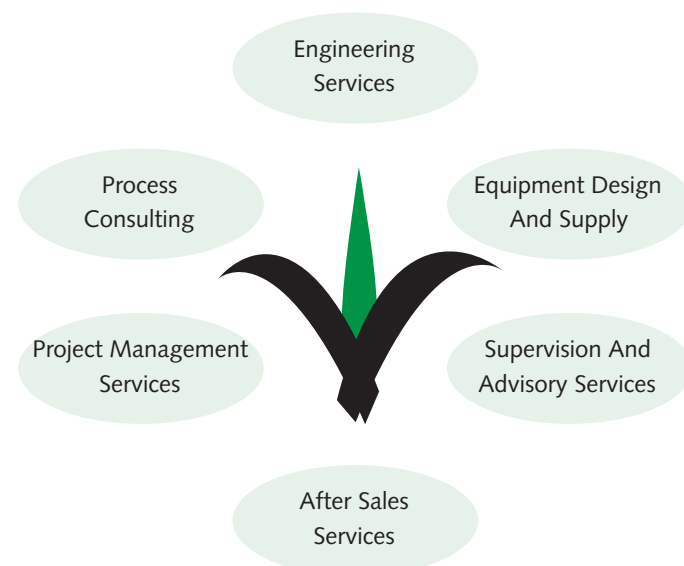 Engineering
Services
Process
Consulting
Equipment Design
And Supply
Project Management
Services
Supervision And
Advisory Services
After Sales
Services